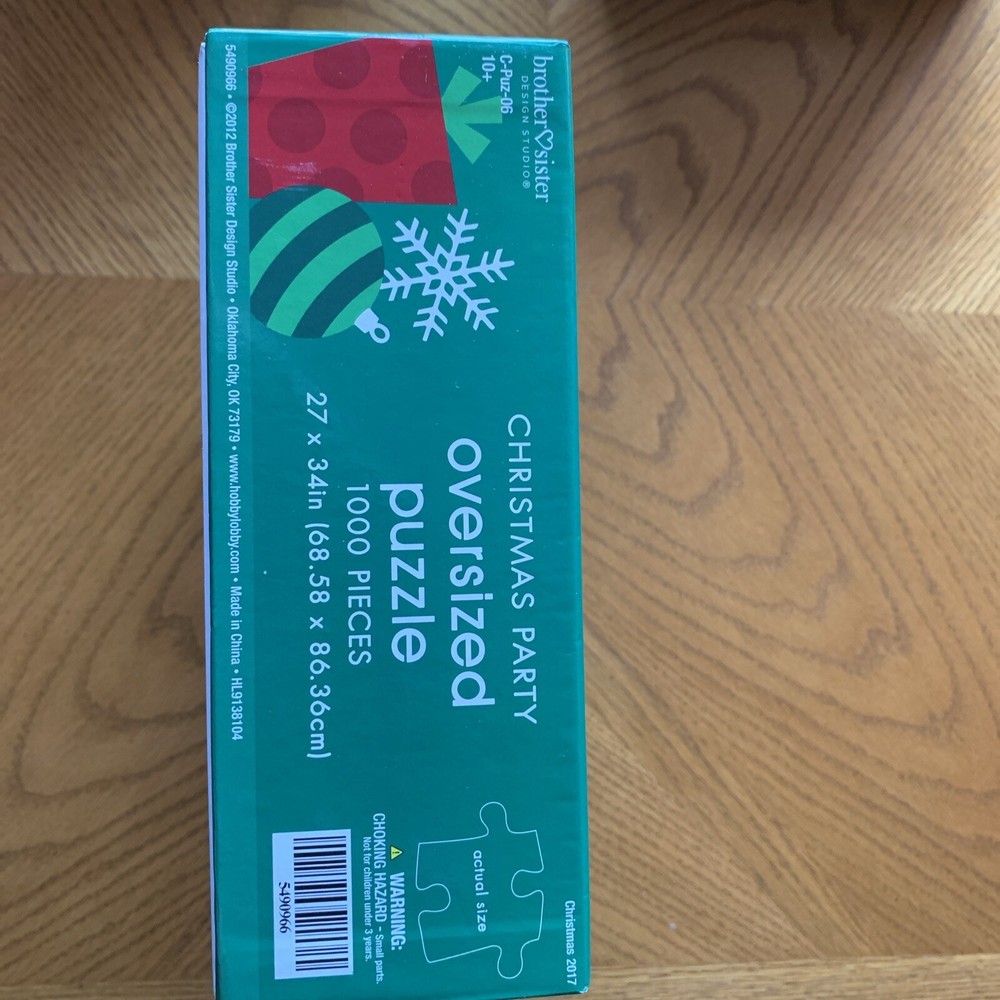 brother♡sister
DESIGN STUDIO®
C-Puz-06
10+
CHRISTMAS PARTY
oversized
puzzle
1000 PIECES
27 x 34in (68.58 x 86.36cm)
Christmas 2017
actual size
⚠ WARNING:
CHOKING HAZARD - Small parts.
Not for children under 3 years.
5490966
5490966 • ©2012 Brother Sister Design Studio • Oklahoma City, OK 73179 • www.hobbylobby.com • Made in China • HL9138104